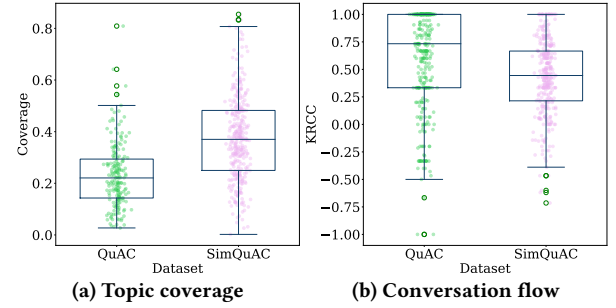 Coverage
0.8
0.6
0.4
0.2
0.0
QuAC SimQuAC
Dataset
(a) Topic coverage
KRCC
1.00
0.75
0.50
0.25
0.00
−0.25
−0.50
−0.75
−1.00
QuAC SimQuAC
Dataset
(b) Conversation flow